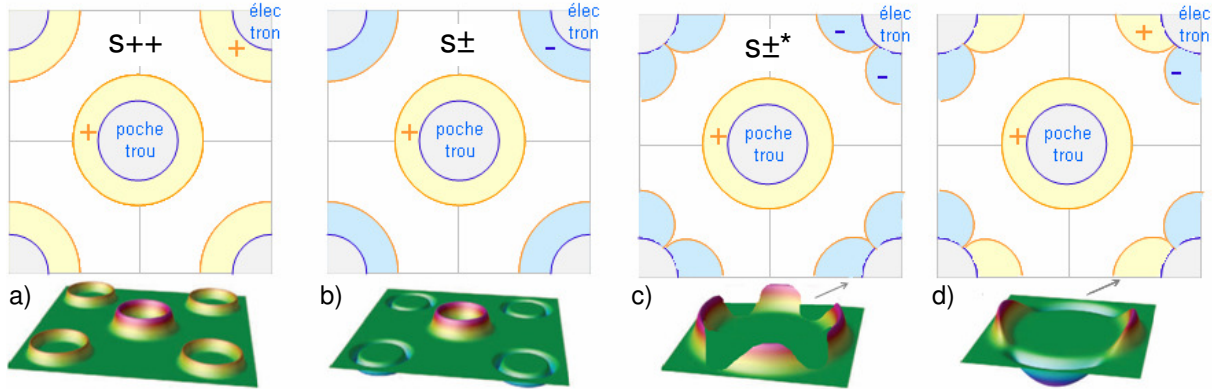 élec
tron
s++
+
+
poche
trou
a)
élec
tron
s±
-
+
poche
trou
b)
élec
tron
s±*
-
-
+
poche
trou
c)
élec
tron
+
-
+
poche
trou
d)